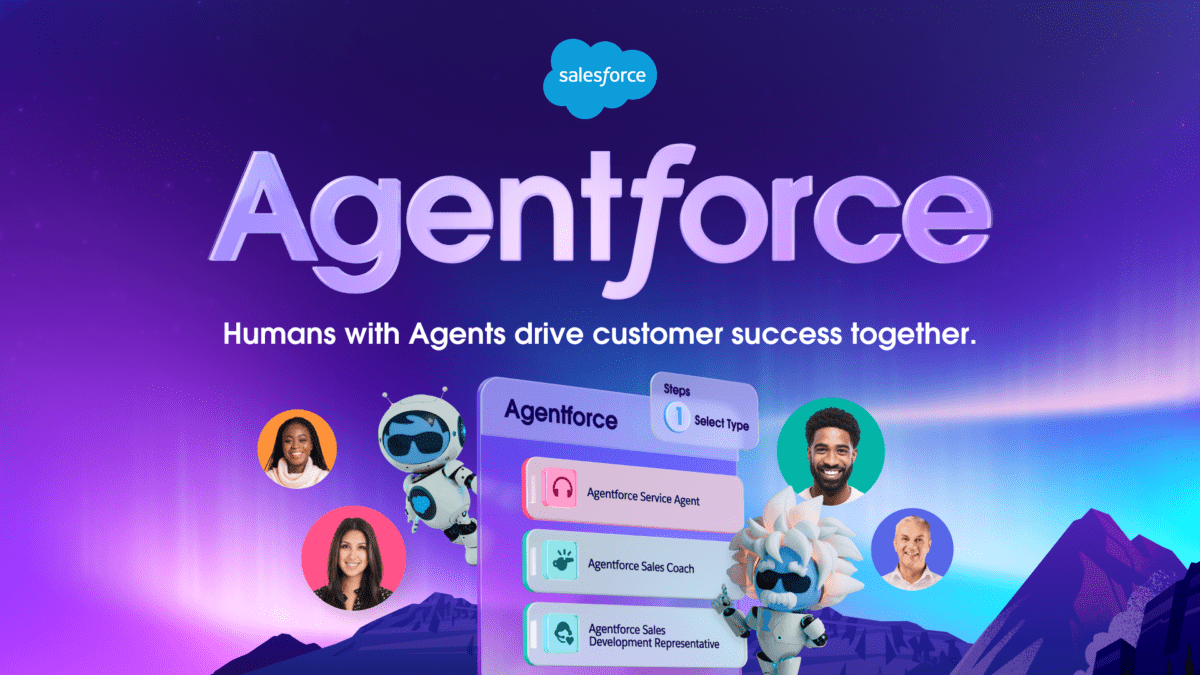 salesforce
Agentforce
Humans with Agents drive customer success together.
Agentforce
Steps
1 Select Type
Agentforce Service Agent
Agentforce Sales Coach
Agentforce Sales
Development Representative